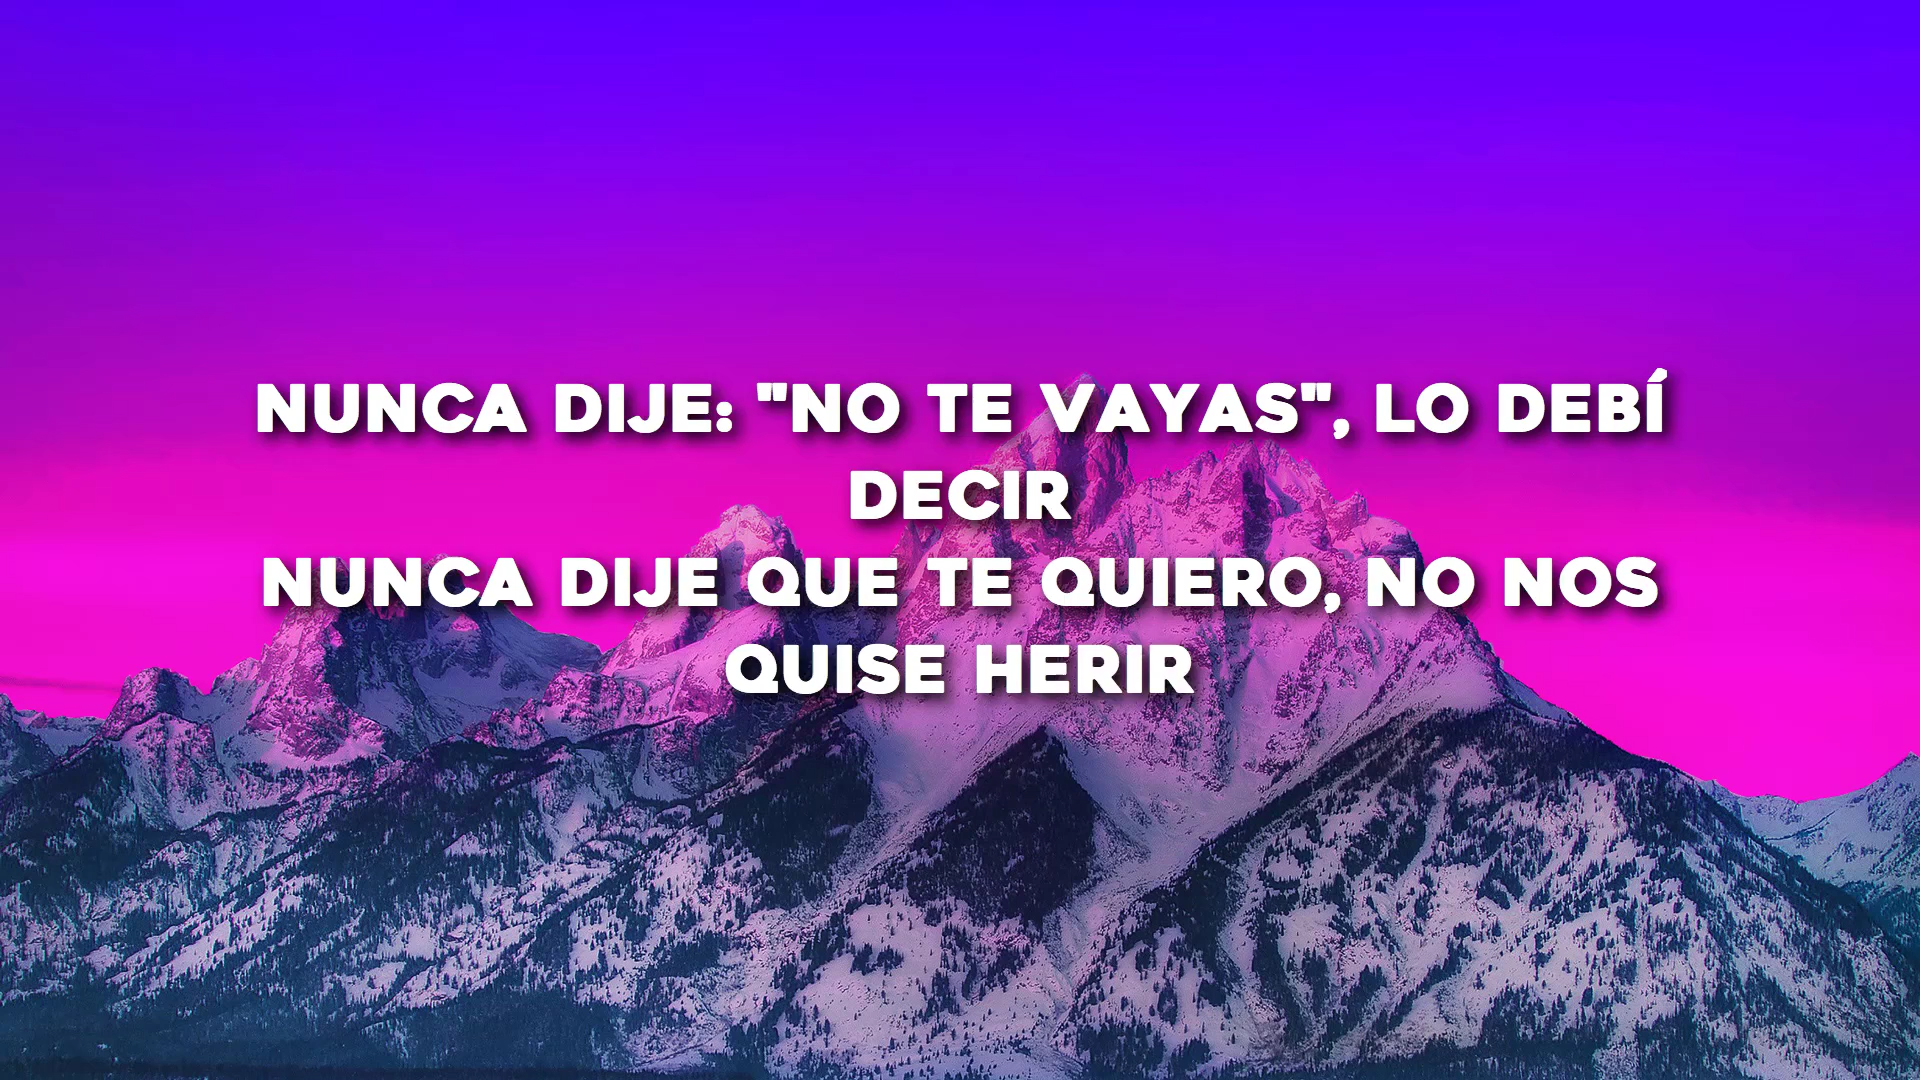 NUNCA DIJE: "NO TE VAYAS", LO DEBÍ
DECIR
NUNCA DIJE QUE TE QUIERO, NO NOS
QUISE HERIR